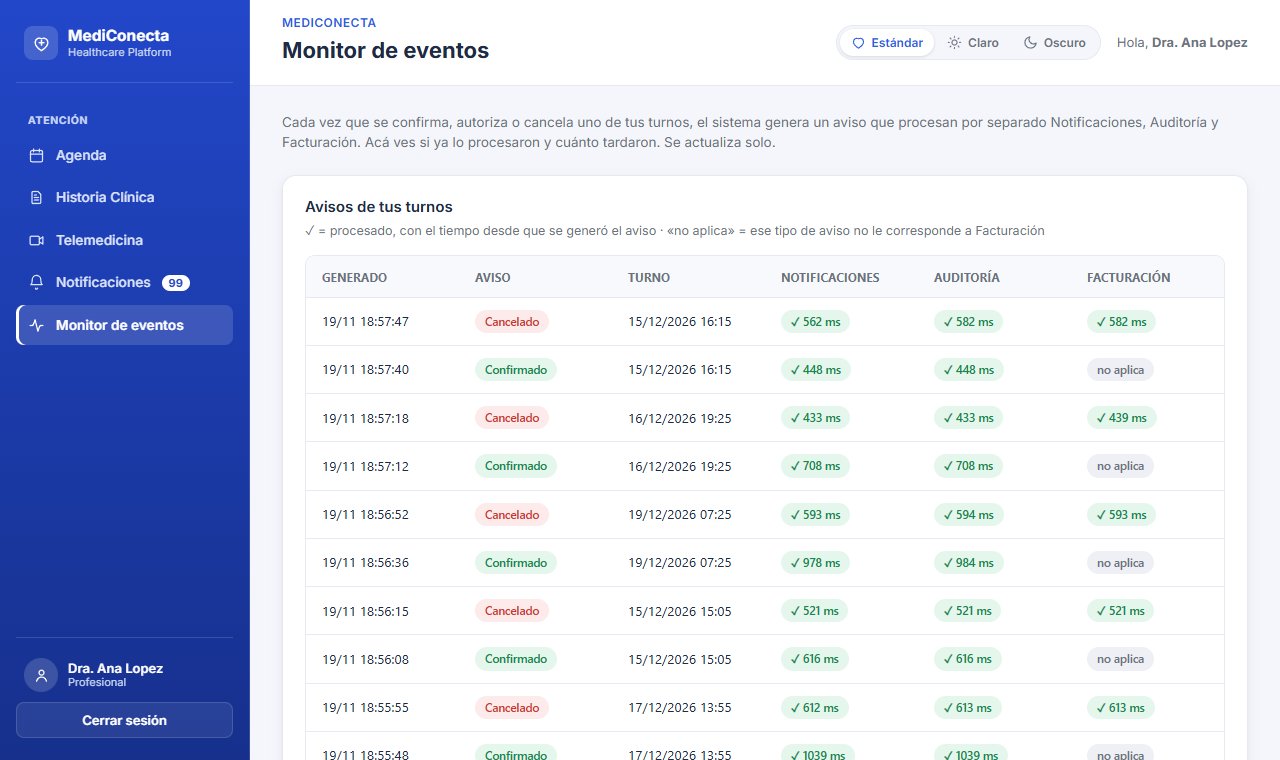 MediConecta
Healthcare Platform
ATENCIÓN
Agenda
Historia Clínica
Telemedicina
Notificaciones 99
Monitor de eventos
Dra. Ana Lopez
Profesional
Cerrar sesión
MEDICONECTA
Monitor de eventos
Estándar Claro Oscuro Hola, Dra. Ana Lopez
Cada vez que se confirma, autoriza o cancela uno de tus turnos, el sistema genera un aviso que procesan por separado Notificaciones, Auditoría y
Facturación. Acá ves si ya lo procesaron y cuánto tardaron. Se actualiza solo.
Avisos de tus turnos
✓ = procesado, con el tiempo desde que se generó el aviso · «no aplica» = ese tipo de aviso no le corresponde a Facturación
GENERADO AVISO TURNO NOTIFICACIONES AUDITORÍA FACTURACIÓN
19/11 18:57:47 Cancelado 15/12/2026 16:15 ✓ 562 ms ✓ 582 ms ✓ 582 ms
19/11 18:57:40 Confirmado 15/12/2026 16:15 ✓ 448 ms ✓ 448 ms no aplica
19/11 18:57:18 Cancelado 16/12/2026 19:25 ✓ 433 ms ✓ 433 ms ✓ 439 ms
19/11 18:57:12 Confirmado 16/12/2026 19:25 ✓ 708 ms ✓ 708 ms no aplica
19/11 18:56:52 Cancelado 19/12/2026 07:25 ✓ 593 ms ✓ 594 ms ✓ 593 ms
19/11 18:56:36 Confirmado 19/12/2026 07:25 ✓ 978 ms ✓ 984 ms no aplica
19/11 18:56:15 Cancelado 15/12/2026 15:05 ✓ 521 ms ✓ 521 ms ✓ 521 ms
19/11 18:56:08 Confirmado 15/12/2026 15:05 ✓ 616 ms ✓ 616 ms no aplica
19/11 18:55:55 Cancelado 17/12/2026 13:55 ✓ 612 ms ✓ 613 ms ✓ 613 ms
19/11 18:55:48 Confirmado 17/12/2026 13:55 ✓ 1039 ms ✓ 1039 ms no aplica